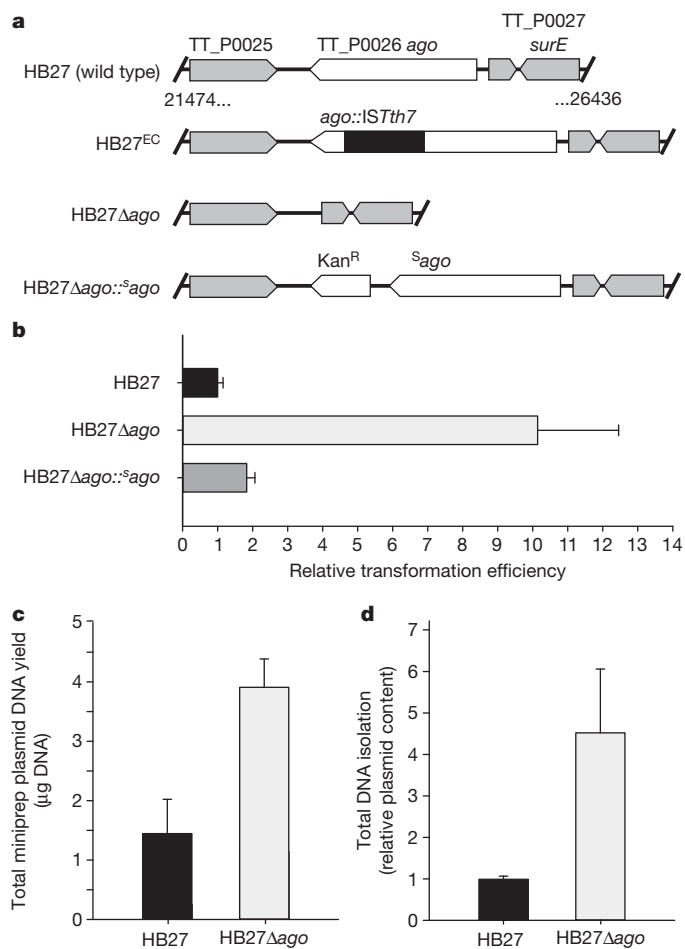 a
TT_P0027
TT_P0025 TT_P0026 ago surE
HB27 (wild type)
21474... ...26436
ago::ISTth7
HB27EC
HB27Δago
KanR Sago
HB27Δago::sago
b
HB27
HB27Δago
HB27Δago::sago
0 1 2 3 4 5 6 7 8 9 10 11 12 13 14
Relative transformation efficiency
c
Total miniprep plasmid DNA yield
(μg DNA)
5
4
3
2
1
0
HB27 HB27Δago
d
Total DNA isolation
(relative plasmid content)
7
6
5
4
3
2
1
0
HB27 HB27Δago